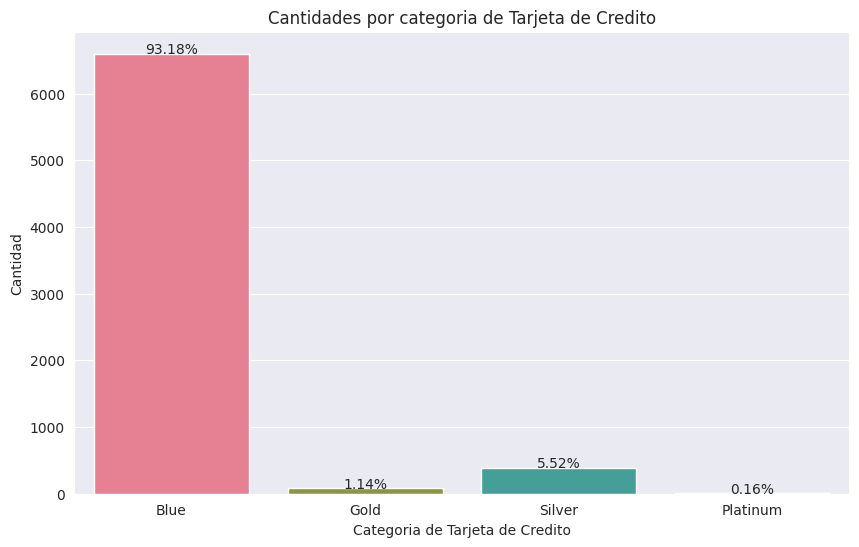 Cantidades por categoria de Tarjeta de Credito
93.18%
6000
5000
4000
Cantidad
3000
2000
1000
5.52%
1.14%
0.16%
0
Blue Gold Silver Platinum
Categoria de Tarjeta de Credito